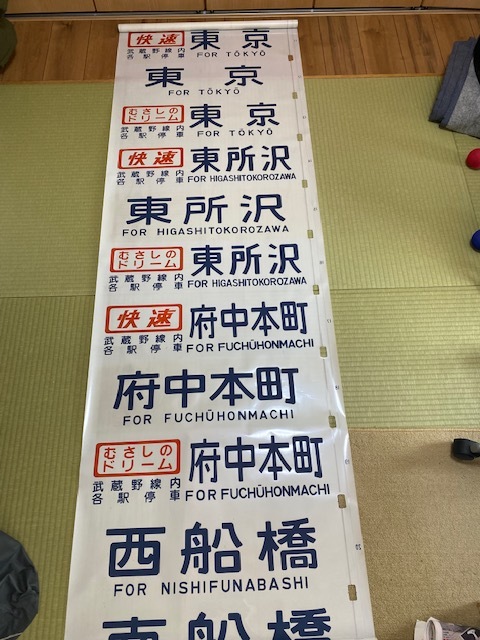 快速 東京
武蔵野線内
各駅停車 FOR TŌKYŌ
東京
FOR TŌKYŌ
むさしの
ドリーム 東京
武蔵野線内
各駅停車 FOR TŌKYŌ
快速 東所沢
武蔵野線内
各駅停車 FOR HIGASHITOKOROZAWA
東所沢
FOR HIGASHITOKOROZAWA
むさしの
ドリーム 東所沢
武蔵野線内
各駅停車 FOR HIGASHITOKOROZAWA
快速 府中本町
武蔵野線内
各駅停車 FOR FUCHŪHONMACHI
府中本町
FOR FUCHŪHONMACHI
むさしの
ドリーム 府中本町
武蔵野線内
各駅停車 FOR FUCHŪHONMACHI
西船橋
FOR NISHIFUNABASHI
南船橋